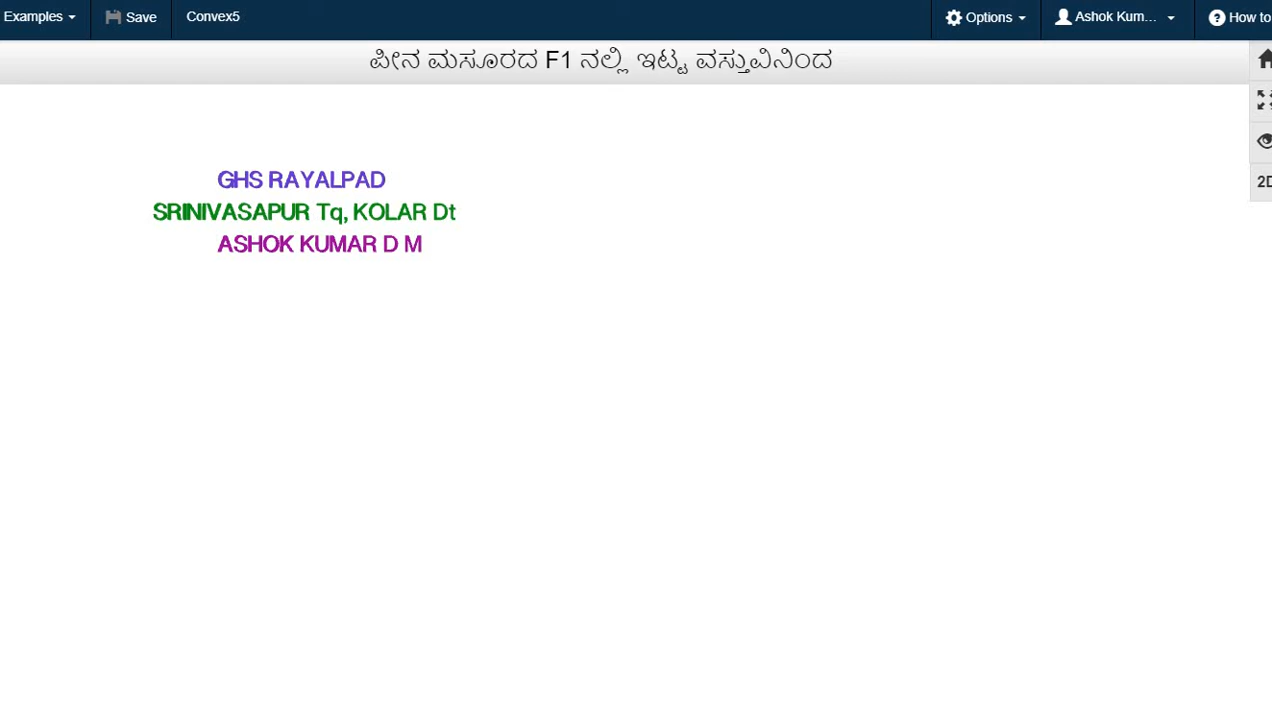 Examples Save Convex5 Options Ashok Kum... How to
ಪೀನ ಮಸೂರದ F1 ನಲ್ಲಿ ಇಟ್ಟ ವಸ್ತುವಿನಿಂದ
2D
GHS RAYALPAD
SRINIVASAPUR Tq, KOLAR Dt
ASHOK KUMAR D M